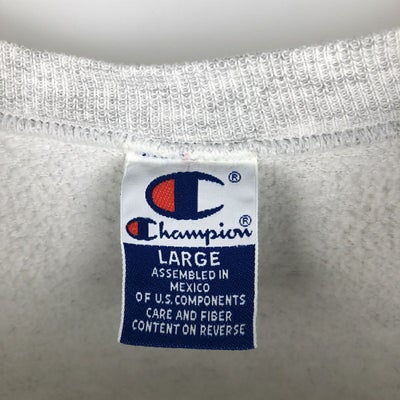 ®
Champion®
LARGE
ASSEMBLED IN
MEXICO
OF U.S. COMPONENTS
CARE AND FIBER
CONTENT ON REVERSE